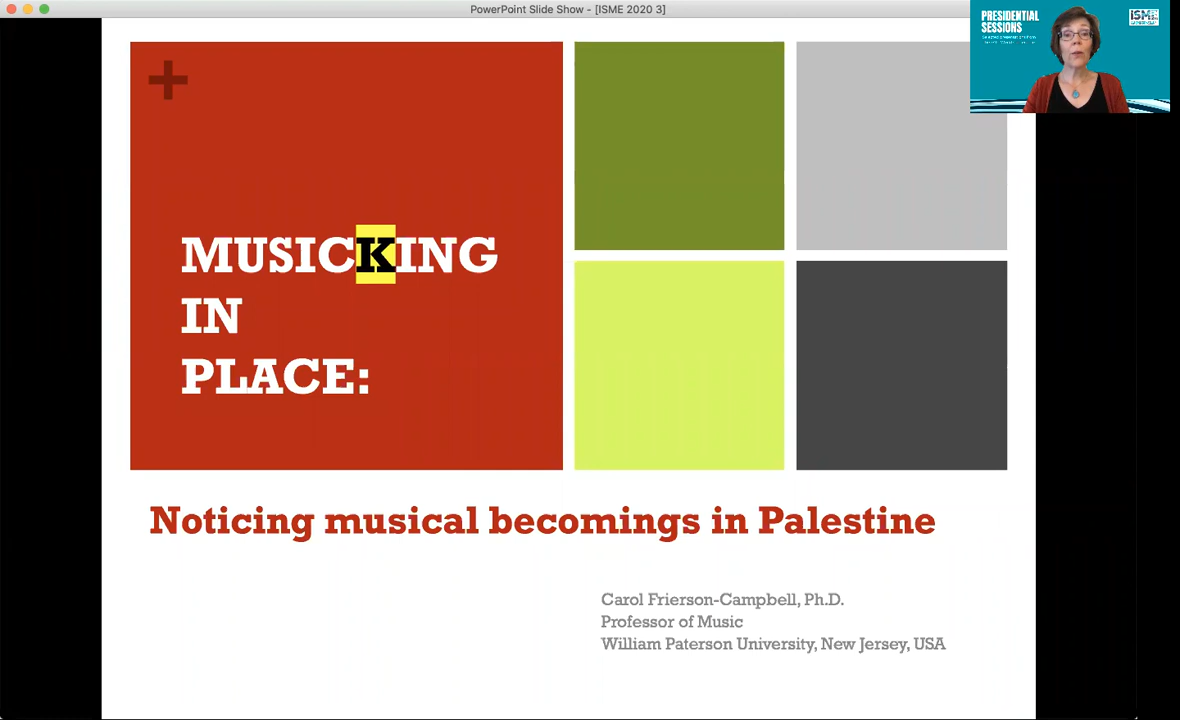 PowerPoint Slide Show - [ISME 2020 3]
PRESIDENTIAL
SESSIONS
ISME
+
MUSICKING
IN
PLACE:
Noticing musical becomings in Palestine
Carol Frierson-Campbell, Ph.D.
Professor of Music
William Paterson University, New Jersey, USA